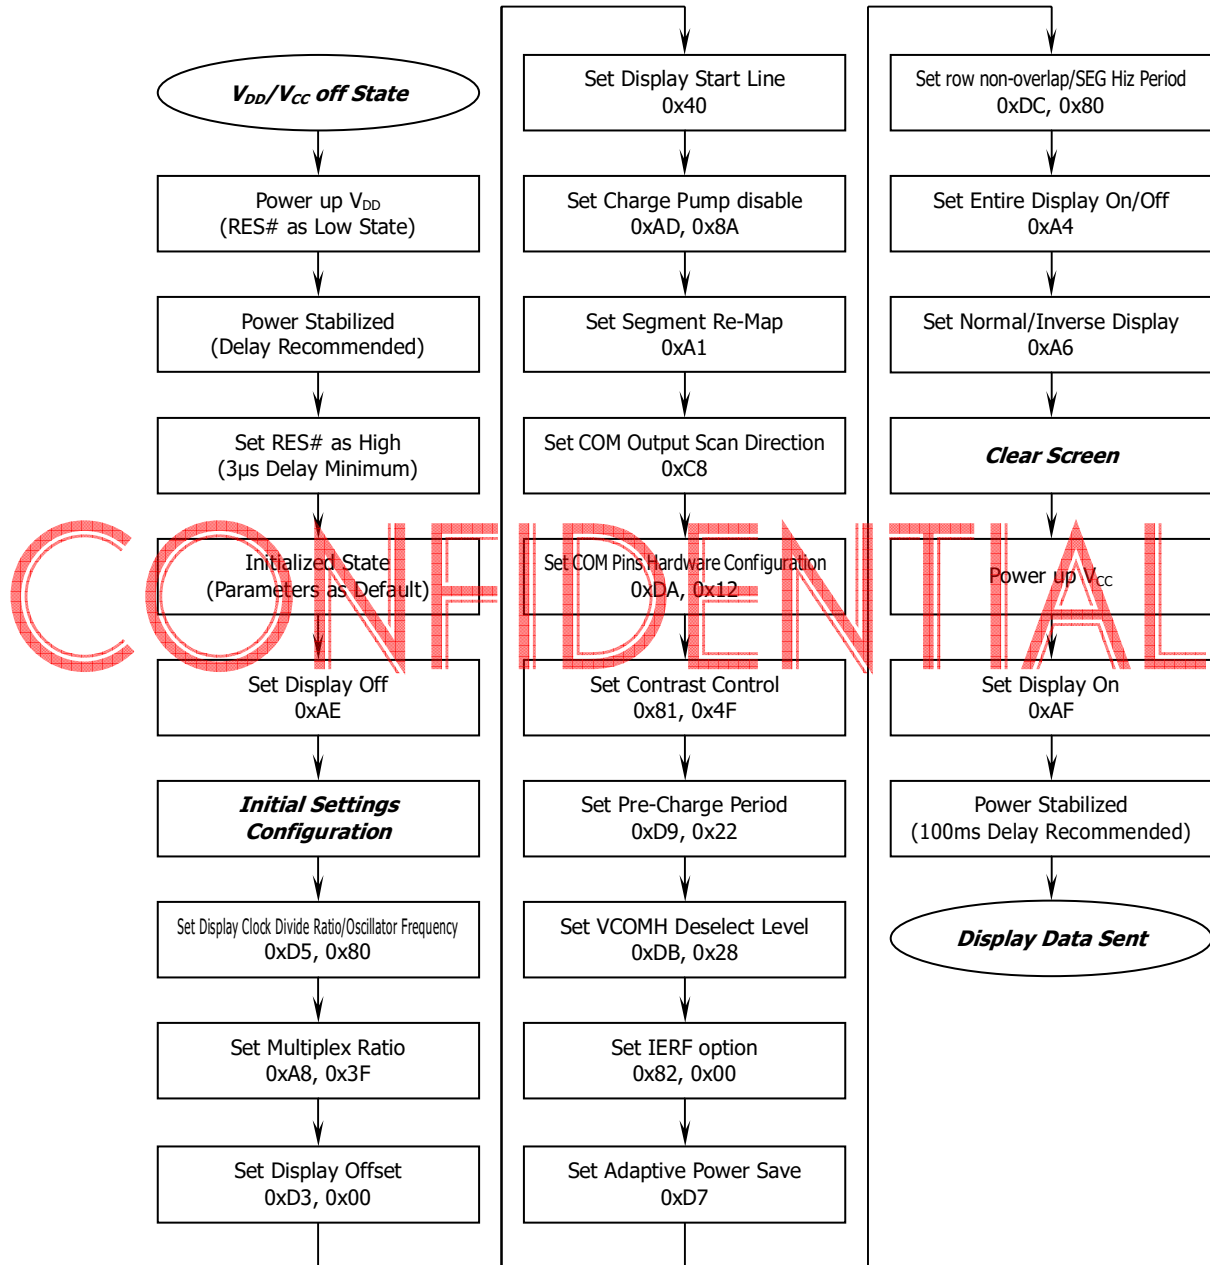 V_DD/V_CC off State
Power up V_DD
(RES# as Low State)
Power Stabilized
(Delay Recommended)
Set RES# as High
(3μs Delay Minimum)
Initialized State
(Parameters as Default)
Set Display Off
0xAE
Initial Settings
Configuration
Set Display Clock Divide Ratio/Oscillator Frequency
0xD5, 0x80
Set Multiplex Ratio
0xA8, 0x3F
Set Display Offset
0xD3, 0x00
Set Display Start Line
0x40
Set Charge Pump disable
0xAD, 0x8A
Set Segment Re-Map
0xA1
Set COM Output Scan Direction
0xC8
Set COM Pins Hardware Configuration
0xDA, 0x12
Set Contrast Control
0x81, 0x4F
Set Pre-Charge Period
0xD9, 0x22
Set VCOMH Deselect Level
0xDB, 0x28
Set IERF option
0x82, 0x00
Set Adaptive Power Save
0xD7
Set row non-overlap/SEG Hiz Period
0xDC, 0x80
Set Entire Display On/Off
0xA4
Set Normal/Inverse Display
0xA6
Clear Screen
Power up V_CC
Set Display On
0xAF
Power Stabilized
(100ms Delay Recommended)
Display Data Sent
CONFIDENTIAL